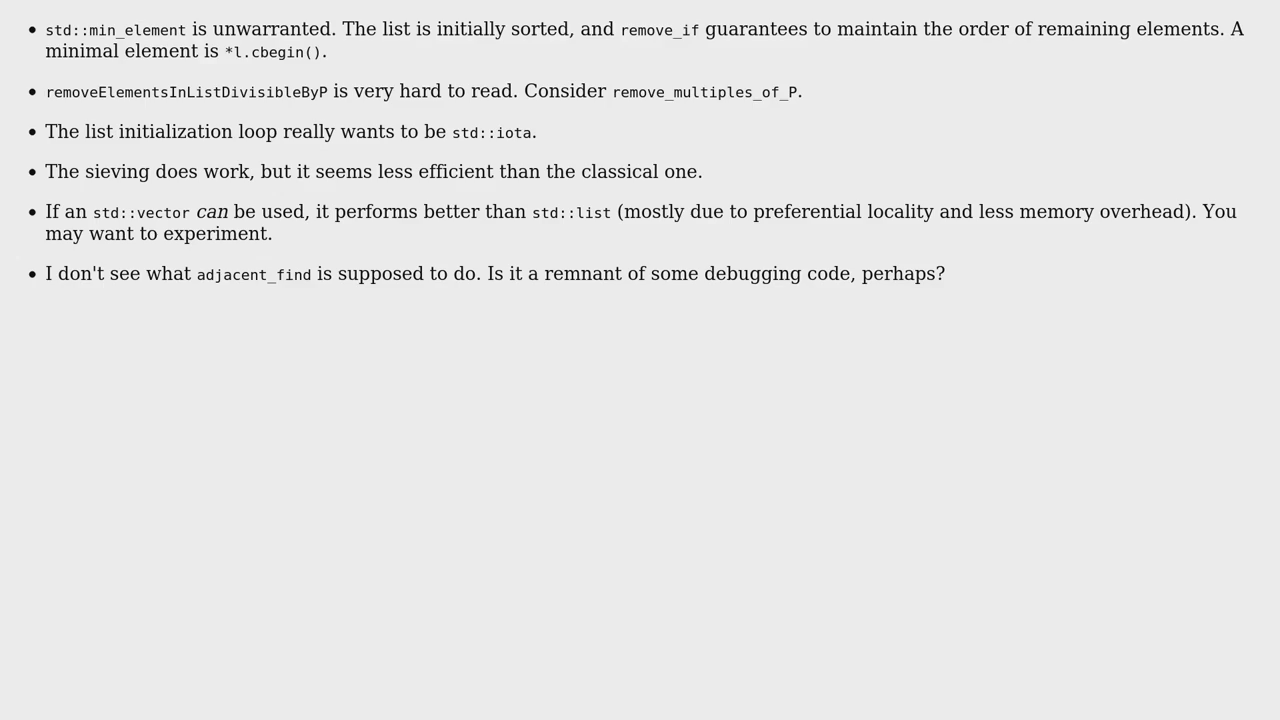 • std::min_element is unwarranted. The list is initially sorted, and remove_if guarantees to maintain the order of remaining elements. A
minimal element is *l.cbegin().
• removeElementsInListDivisibleByP is very hard to read. Consider remove_multiples_of_P.
• The list initialization loop really wants to be std::iota.
• The sieving does work, but it seems less efficient than the classical one.
• If an std::vector can be used, it performs better than std::list (mostly due to preferential locality and less memory overhead). You
may want to experiment.
• I don't see what adjacent_find is supposed to do. Is it a remnant of some debugging code, perhaps?